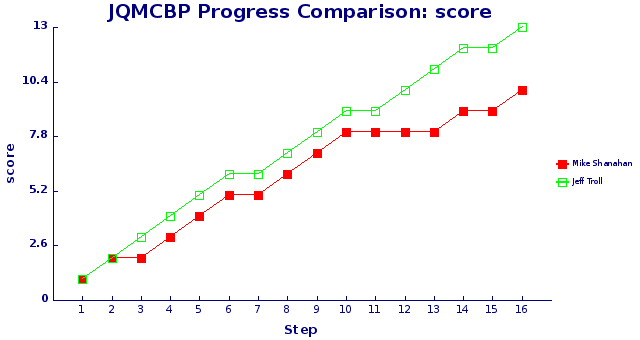 JQMCBP Progress Comparison: score
13
10.4
7.8
5.2
2.6
0
score
1 2 3 4 5 6 7 8 9 10 11 12 13 14 15 16
Step
Mike Shanahan
Jeff Troll